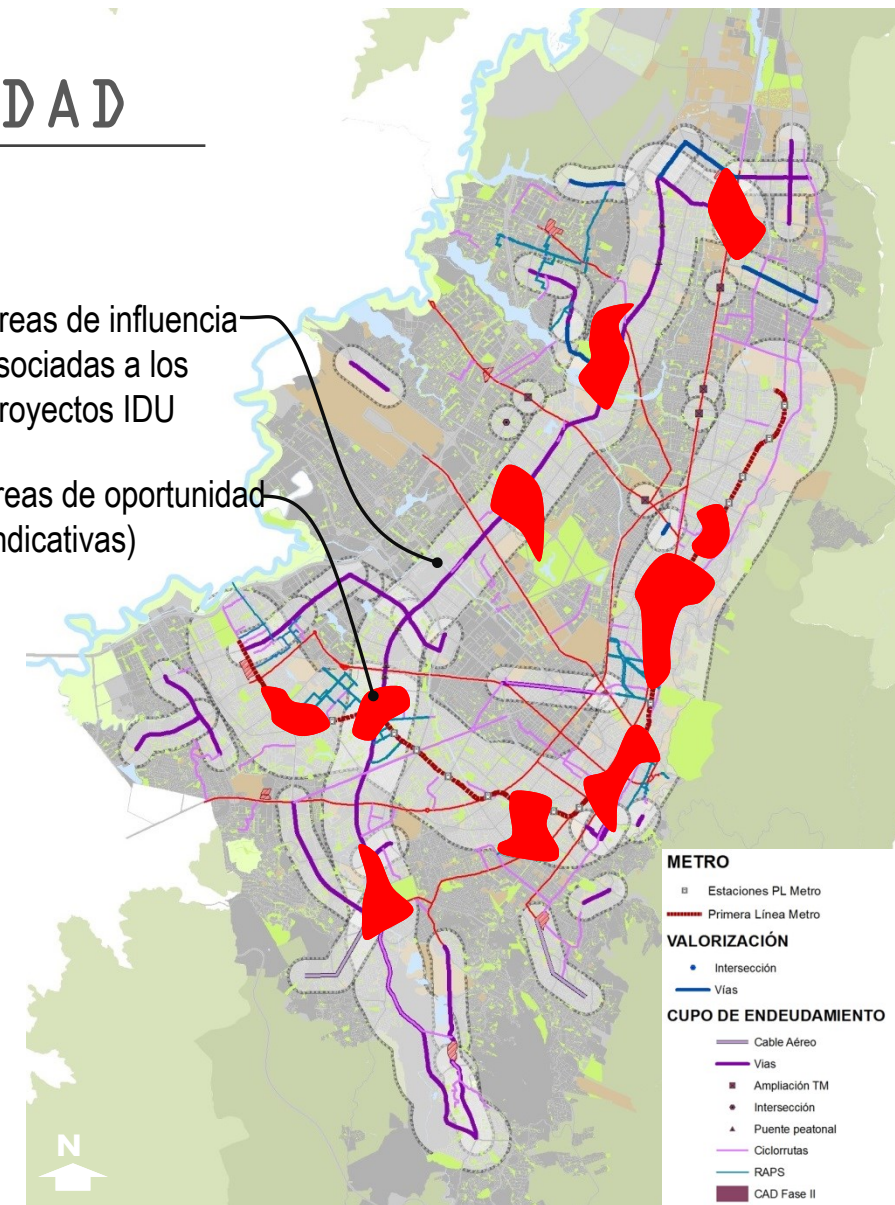 DAD
reas de influencia
sociadas a los
royectos IDU
reas de oportunidad
ndicativas)
METRO
Estaciones PL Metro
Primera Línea Metro
VALORIZACIÓN
Intersección
Vías
CUPO DE ENDEUDAMIENTO
Cable Aéreo
Vias
Ampliación TM
Intersección
Puente peatonal
Ciclorrutas
RAPS
CAD Fase II
N